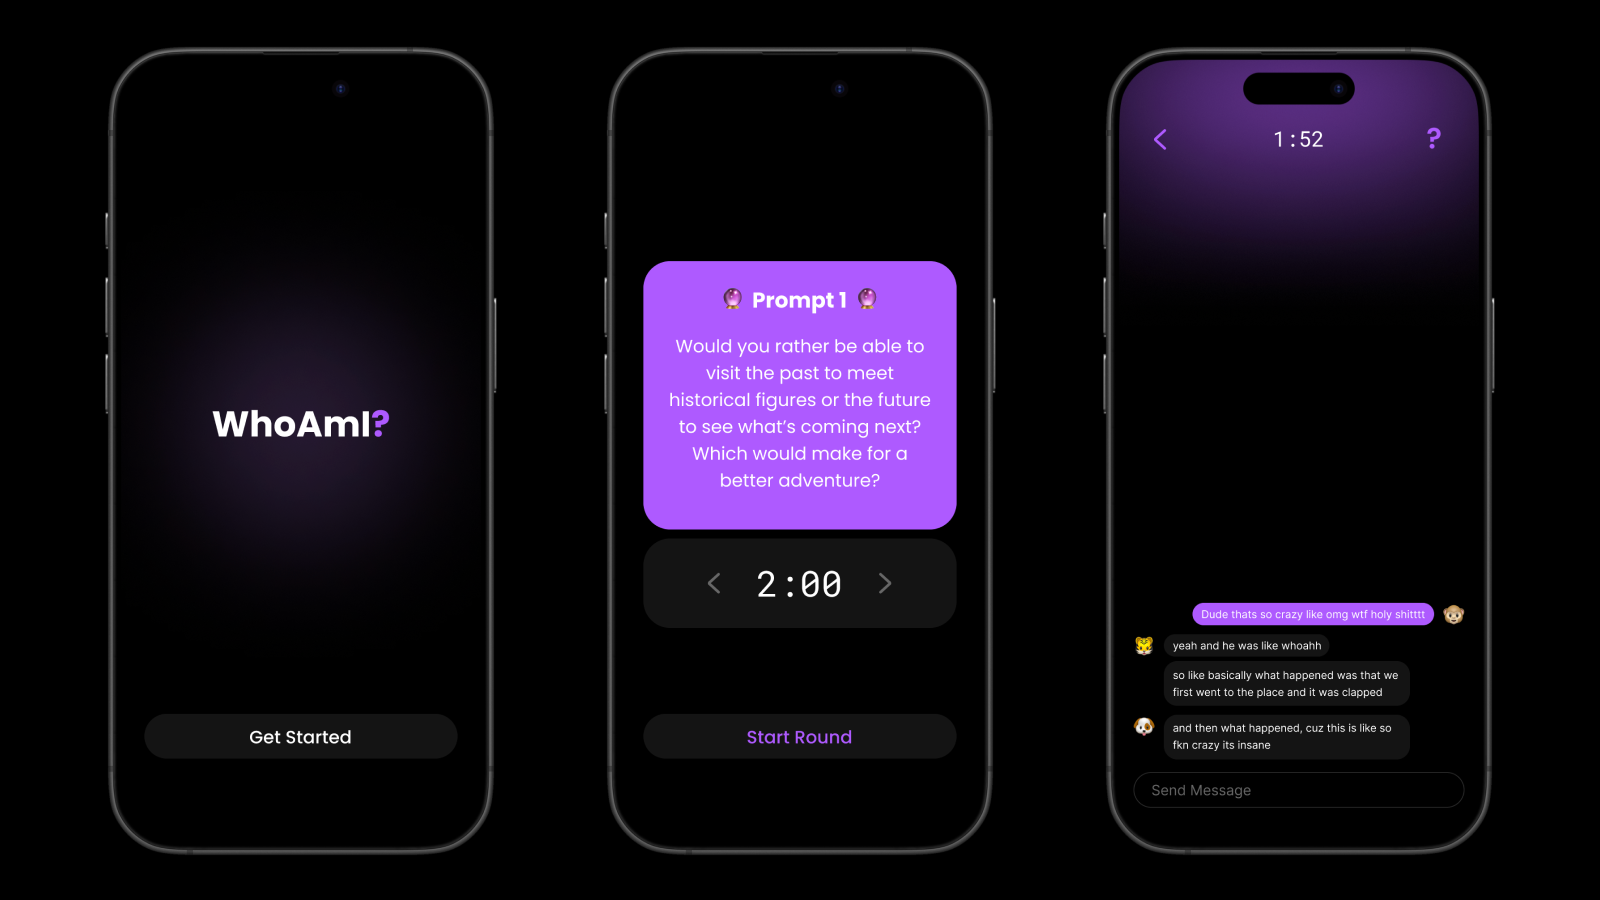 WhoAmI?
Get Started
🔮 Prompt 1 🔮
Would you rather be able to
visit the past to meet
historical figures or the future
to see what’s coming next?
Which would make for a
better adventure?
< 2:00 >
Start Round
< 1:52 ?
Dude thats so crazy like omg wtf holy shitttt
yeah and he was like whoahh
so like basically what happened was that we
first went to the place and it was clapped
and then what happened, cuz this is like so
fkn crazy its insane
Send Message